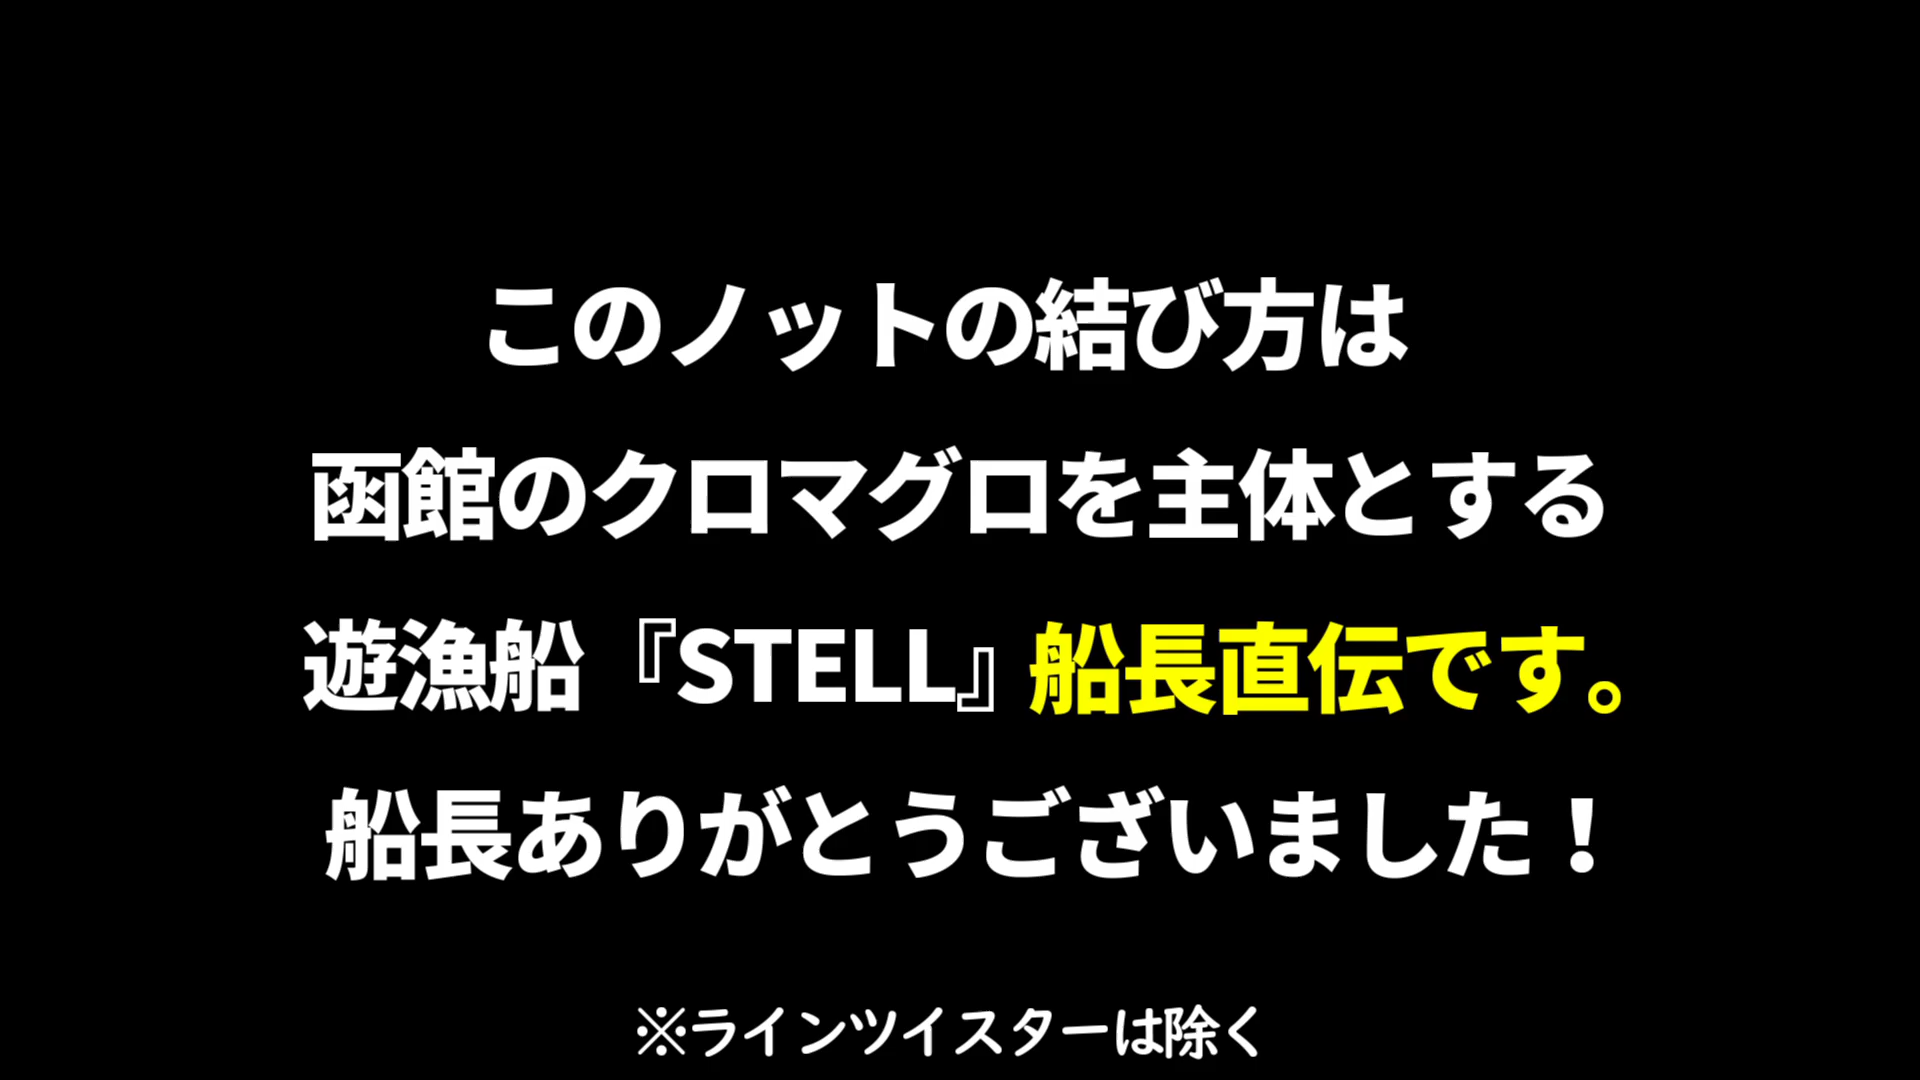 このノットの結び方は
函館のクロマグロを主体とする
遊漁船『STELL』船長直伝です。
船長ありがとうございました！
※ラインツイスターは除く